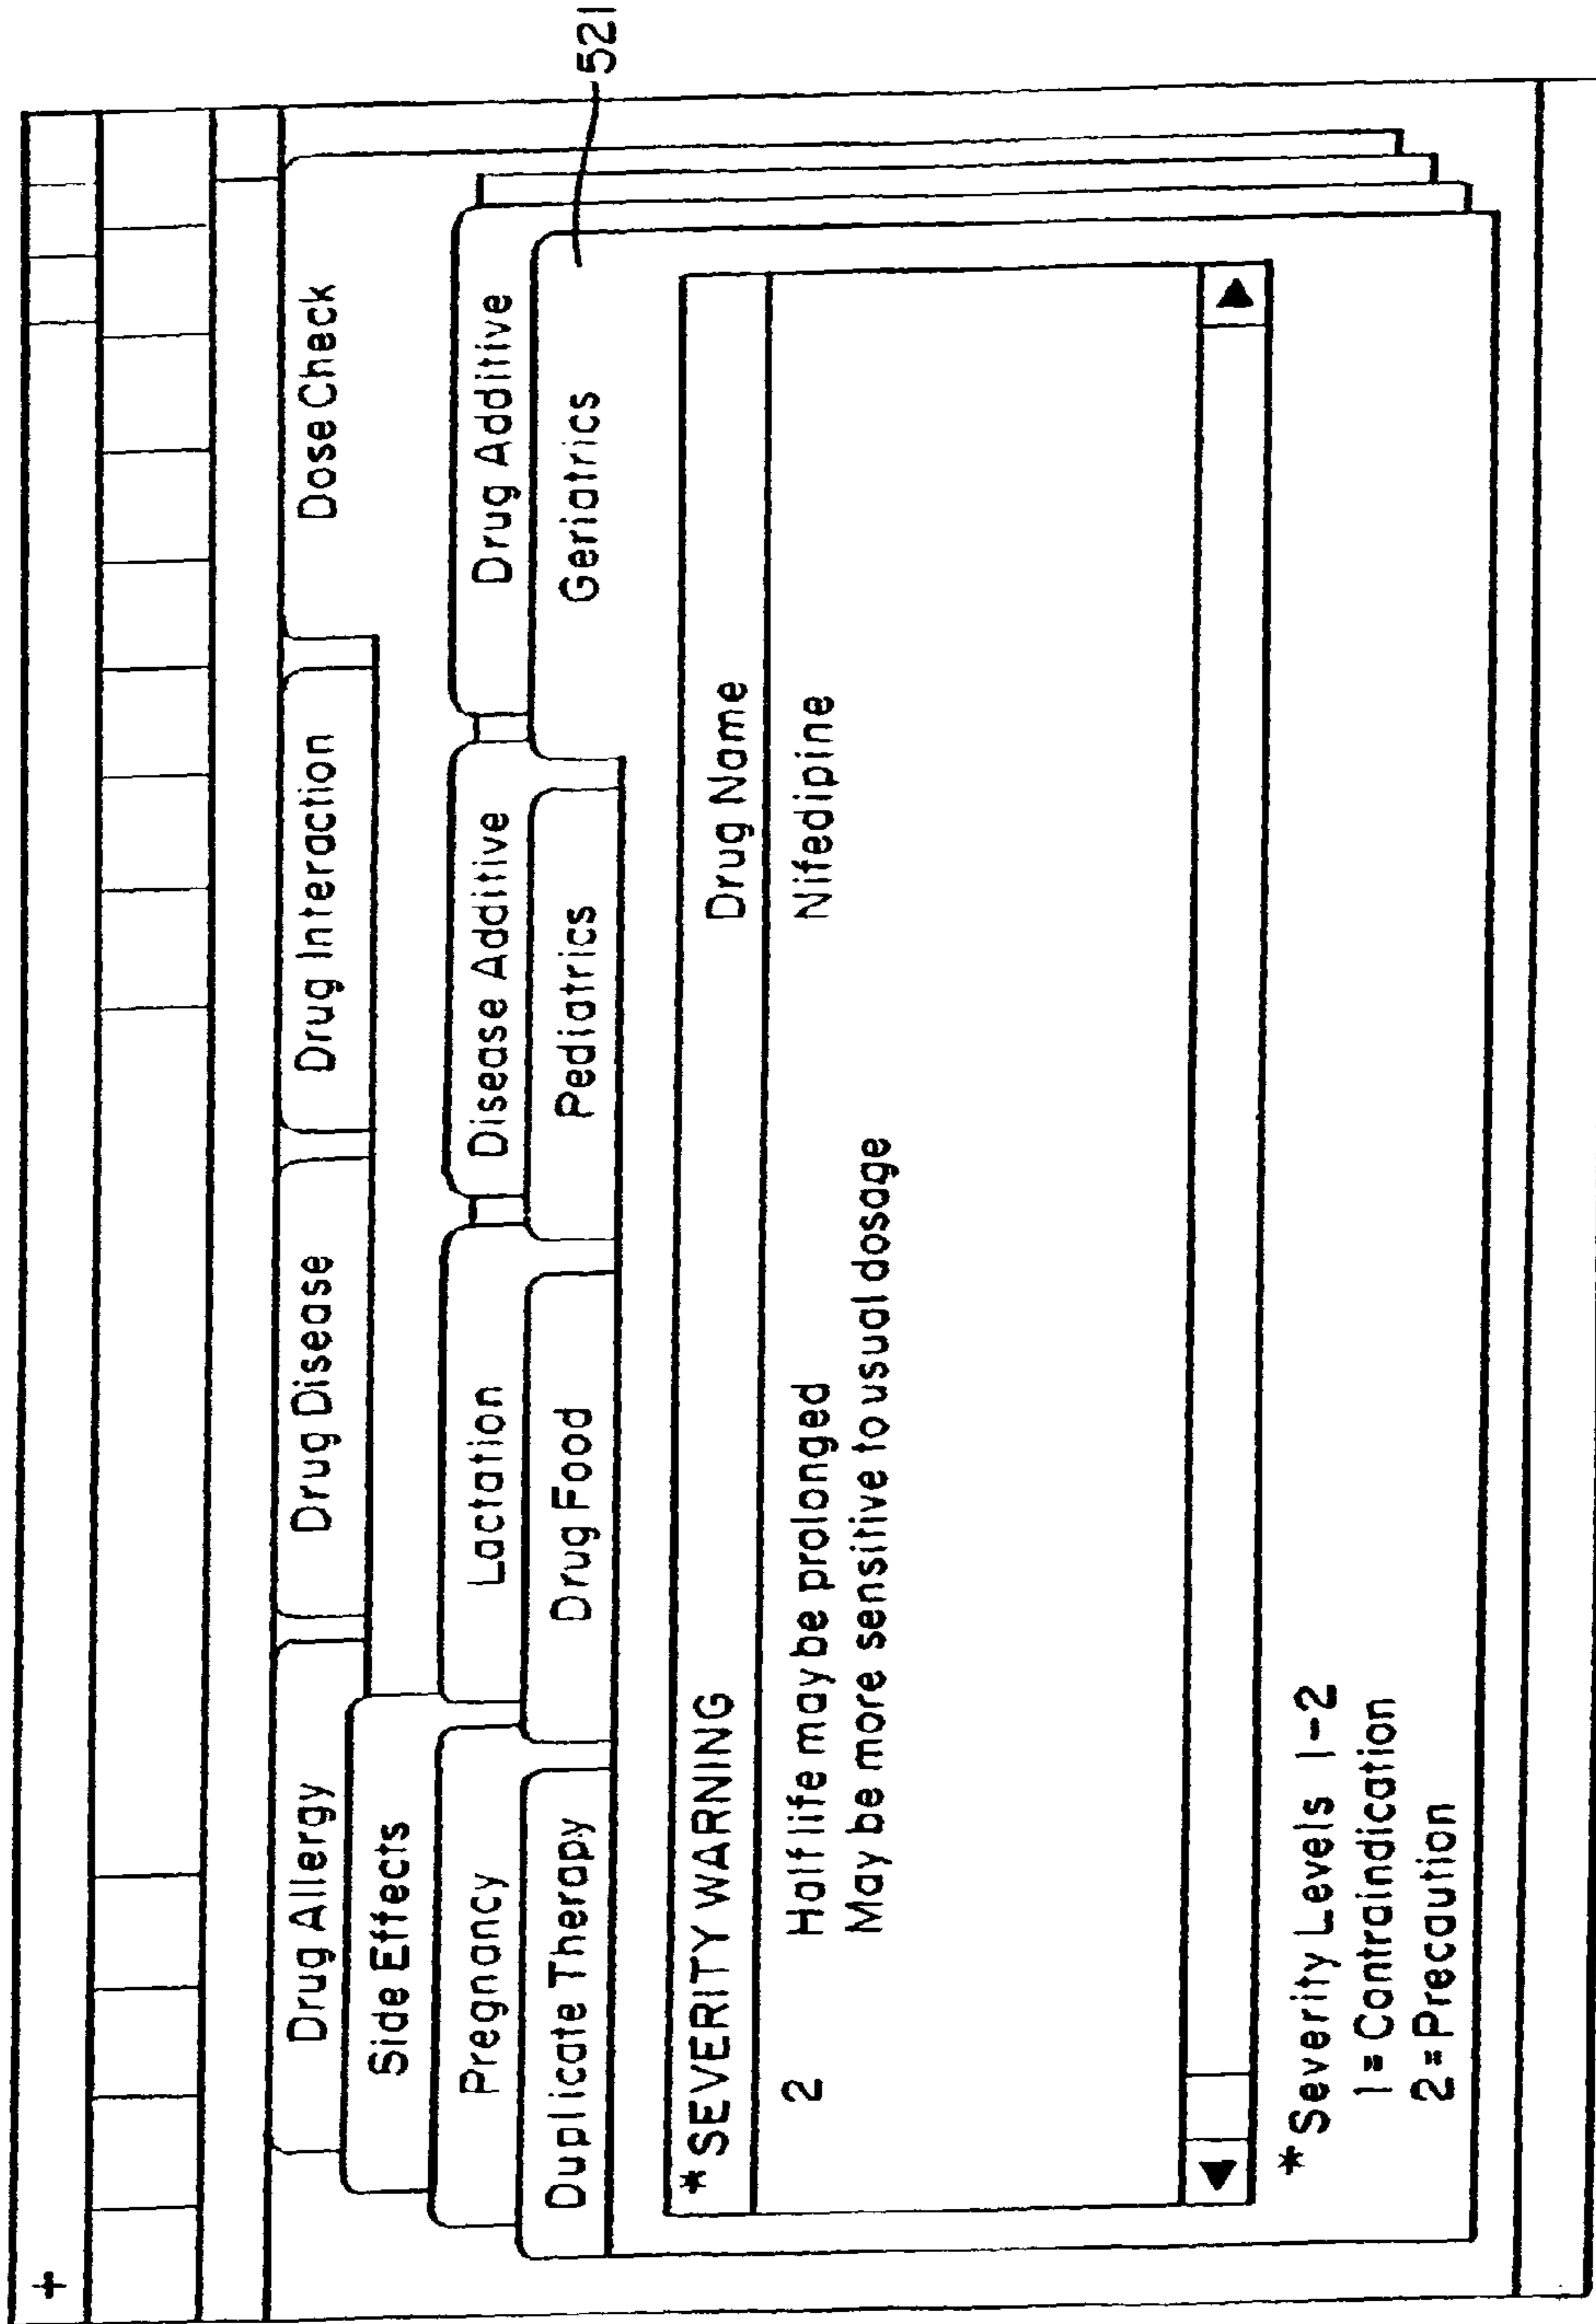 +
Drug Allergy
Drug Disease
Drug Interaction
Dose Check
Side Effects
Pregnancy
Lactation
Disease Additive
Drug Additive
Duplicate Therapy
Drug Food
Pediatrics
Geriatrics
521
* SEVERITY WARNING Drug Name
2 Half life may be prolonged Nifedipine
May be more sensitive to usual dosage
* Severity Levels 1-2
1 = Contraindication
2 = Precaution